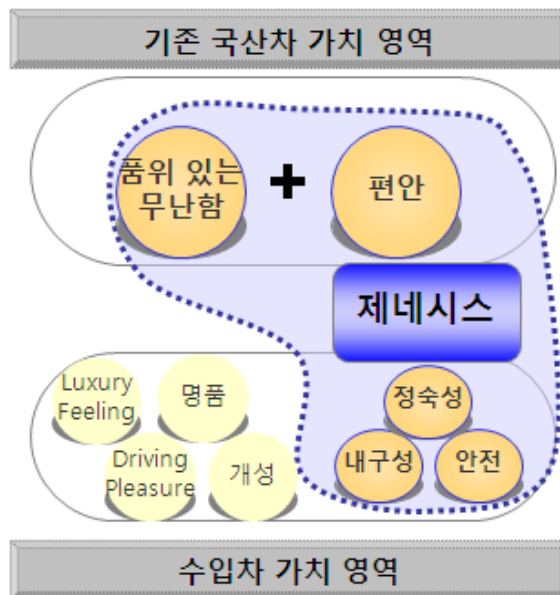 기존 국산차 가치 영역
품위 있는
무난함
+
편안
제네시스
Luxury
Feeling
명품
Driving
Pleasure
개성
정숙성
내구성
안전
수입차 가치 영역